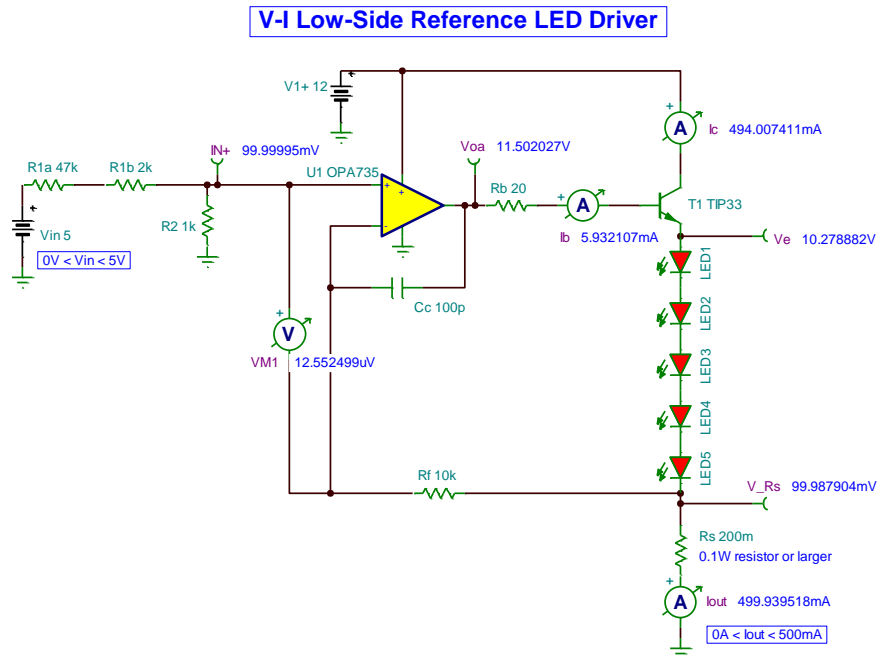 V-I Low-Side Reference LED Driver
V1+ 12
+
A
Ic 494.007411mA
IN+ 99.99995mV
Voa 11.502027V
R1a 47k
R1b 2k
U1 OPA735
Rb 20
A
Ib 5.932107mA
T1 TIP33
Vin 5
0V < Vin < 5V
R2 1k
Ve 10.278882V
LED1
LED2
Cc 100p
V
VM1 12.552499uV
LED3
LED4
LED5
Rf 10k
V_Rs 99.987904mV
Rs 200m
0.1W resistor or larger
A
Iout 499.939518mA
0A < Iout < 500mA